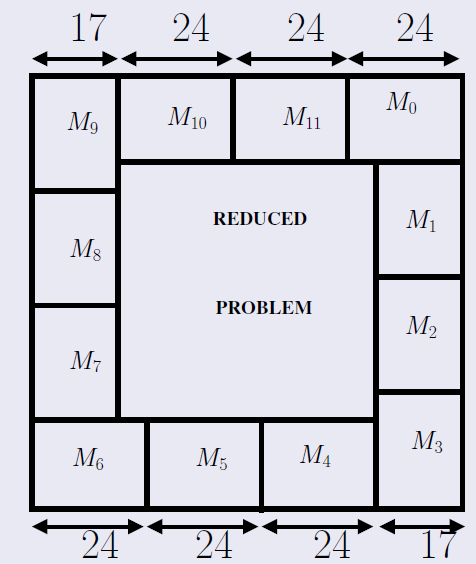 17 24 24 24
M₉ M₁₀ M₁₁ M₀
REDUCED M₁
M₈
PROBLEM M₂
M₇
M₆ M₅ M₄ M₃
24 24 24 17